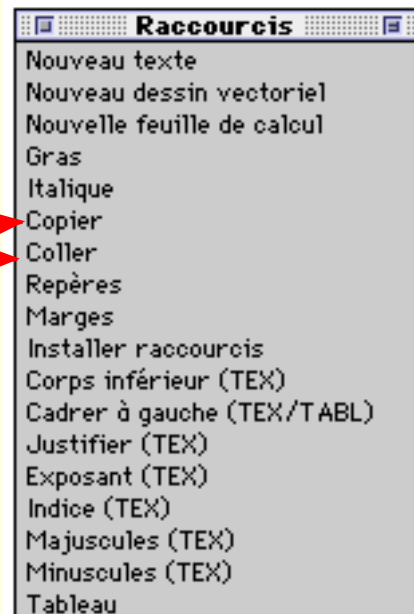 Raccourcis
Nouveau texte
Nouveau dessin vectoriel
Nouvelle feuille de calcul
Gras
Italique
Copier
Coller
Repères
Marges
Installer raccourcis
Corps inférieur (TEX)
Cadrer à gauche (TEX/TABL)
Justifier (TEX)
Exposant (TEX)
Indice (TEX)
Majuscules (TEX)
Minuscules (TEX)
Tableau